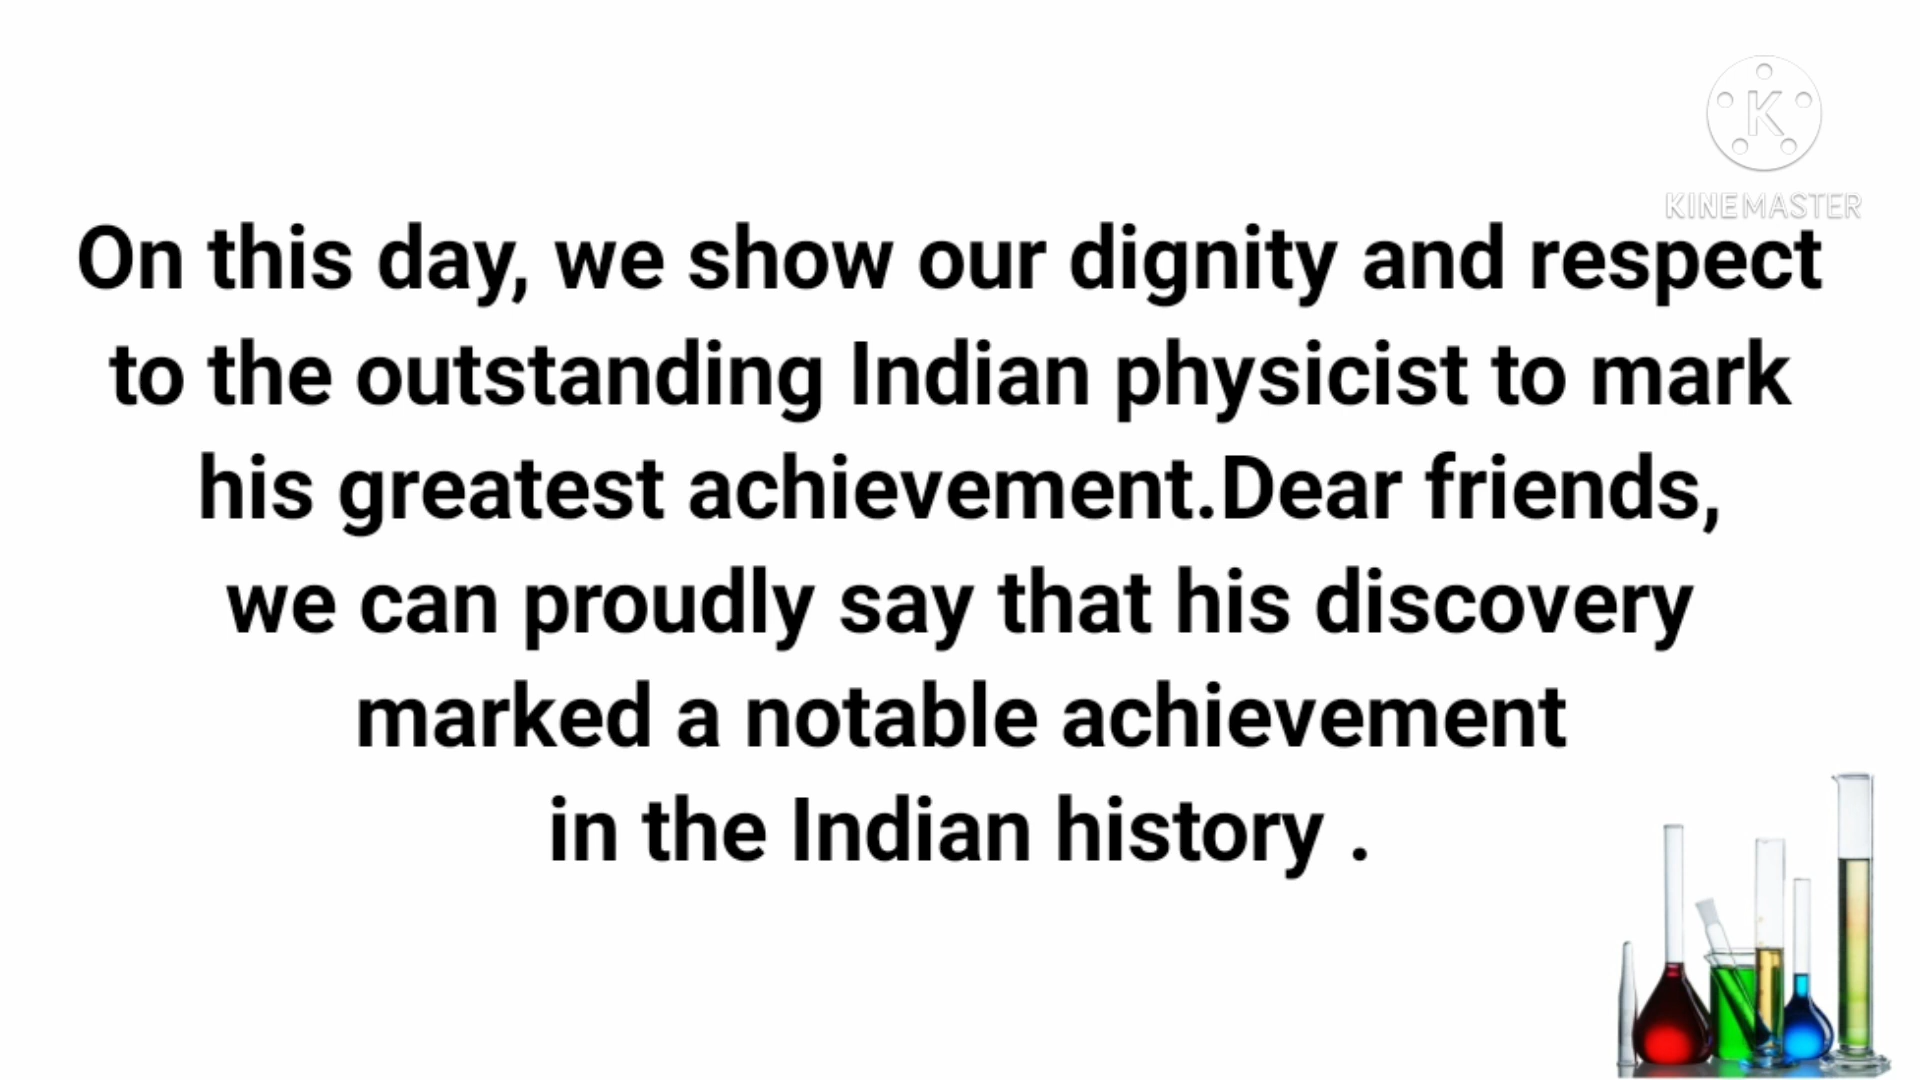 K
KINEMASTER
On this day, we show our dignity and respect
to the outstanding Indian physicist to mark
his greatest achievement.Dear friends,
we can proudly say that his discovery
marked a notable achievement
in the Indian history .